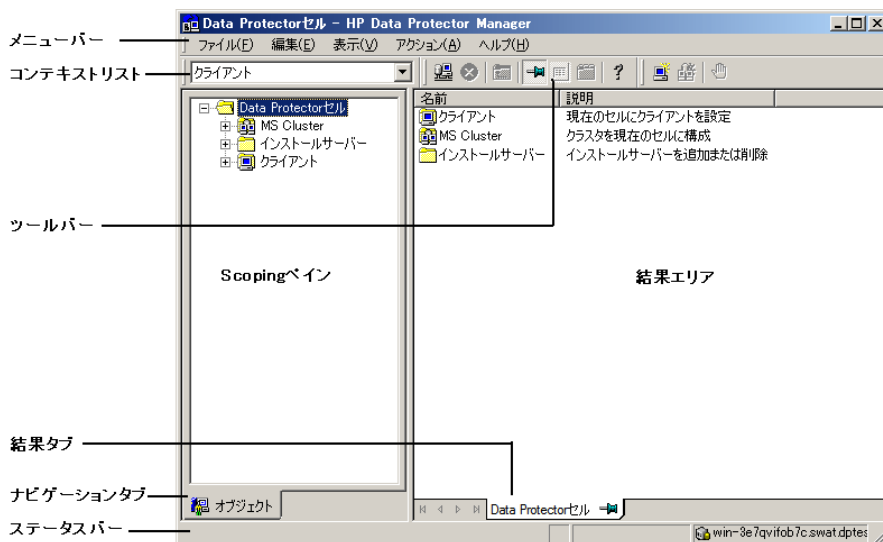 Data Protectorセル - HP Data Protector Manager
メニューバー
ファイル(F) 編集(E) 表示(V) アクション(A) ヘルプ(H)
コンテキストリスト
クライアント
Data Protectorセル
MS Cluster
インストールサーバー
クライアント
名前 説明
クライアント 現在のセルにクライアントを設定
MS Cluster クラスタを現在のセルに構成
インストールサーバー インストールサーバーを追加または削除
ツールバー
Scopingペイン
結果エリア
結果タブ
ナビゲーションタブ
オブジェクト
Data Protectorセル
ステータスバー
win-3e7qvifob7c.swat.dptes